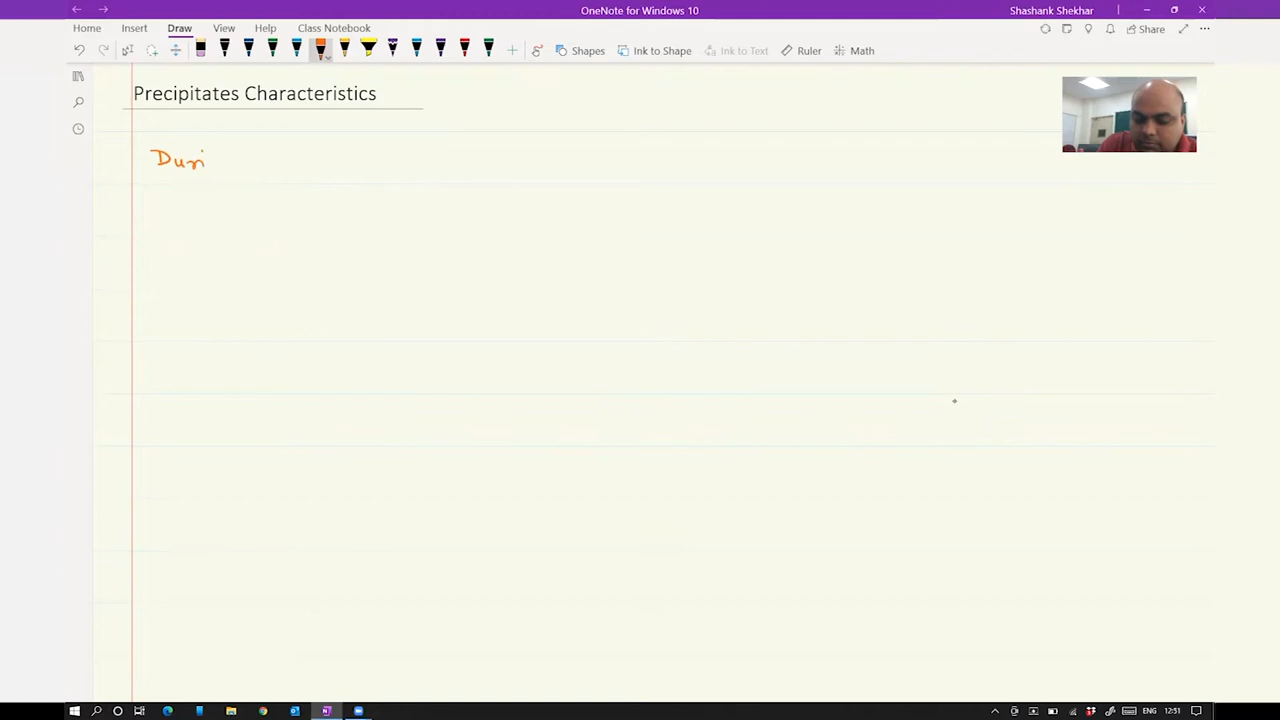 OneNote for Windows 10
Shashank Shekhar
Home Insert Draw View Help Class Notebook
Share
Shapes Ink to Shape Ink to Text Ruler Math
Precipitates Characteristics
Duri
ENG 12:51